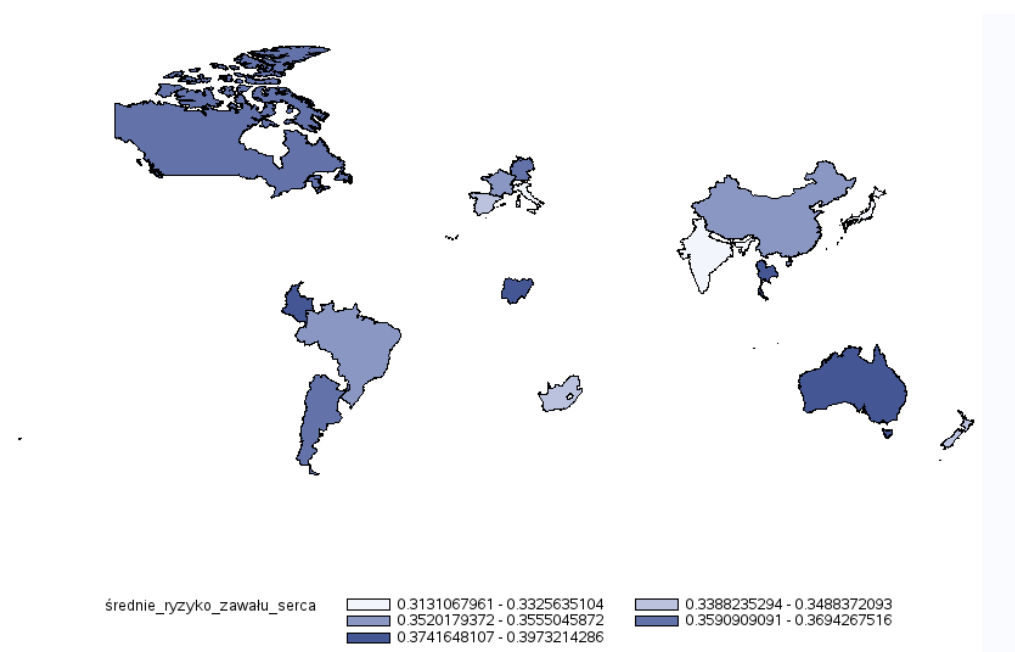 średnie_ryzyko_zawału_serca 0.3131067961 - 0.3325635104 0.3388235294 - 0.3488372093
0.3520179372 - 0.3555045872 0.3590909091 - 0.3694267516
0.3741648107 - 0.3973214286